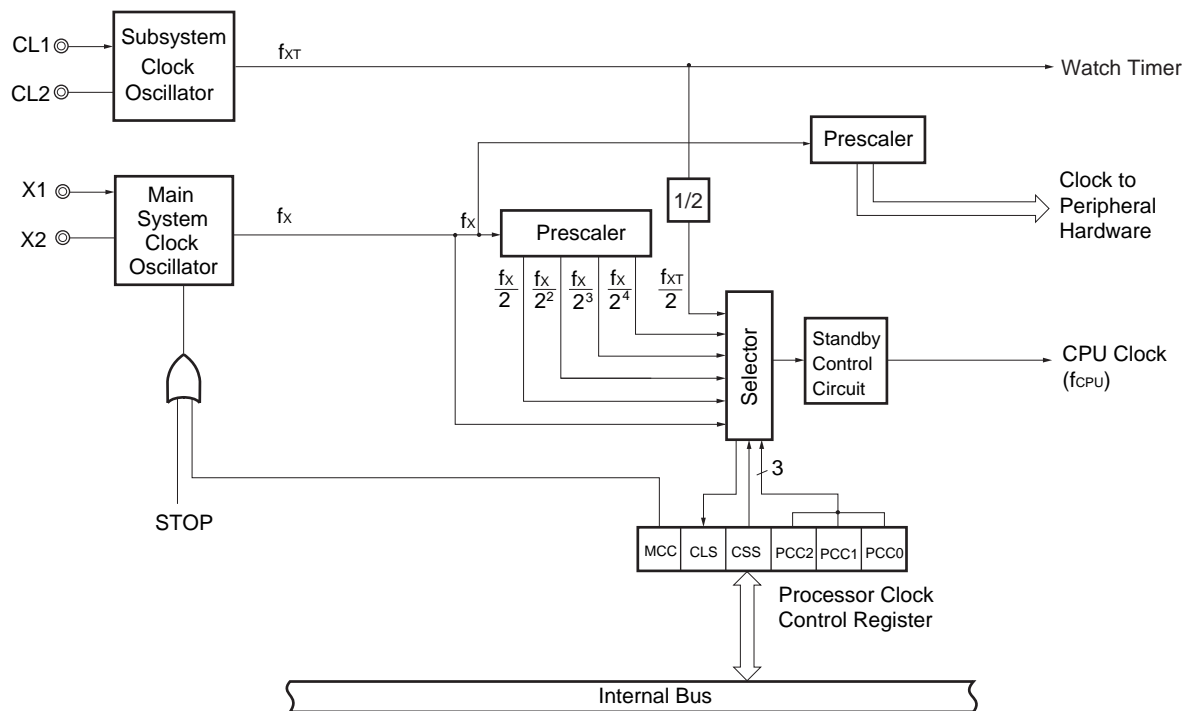 CL1
CL2
Subsystem
Clock
Oscillator
fXT
Watch Timer
Prescaler
Clock to
Peripheral
Hardware
X1
X2
Main
System
Clock
Oscillator
fX
fX
Prescaler
1/2
fX/2
fX/2²
fX/2³
fX/2⁴
fXT/2
Selector
Standby
Control
Circuit
CPU Clock
(fCPU)
3
STOP
MCC
CLS
CSS
PCC2
PCC1
PCC0
Processor Clock
Control Register
Internal Bus